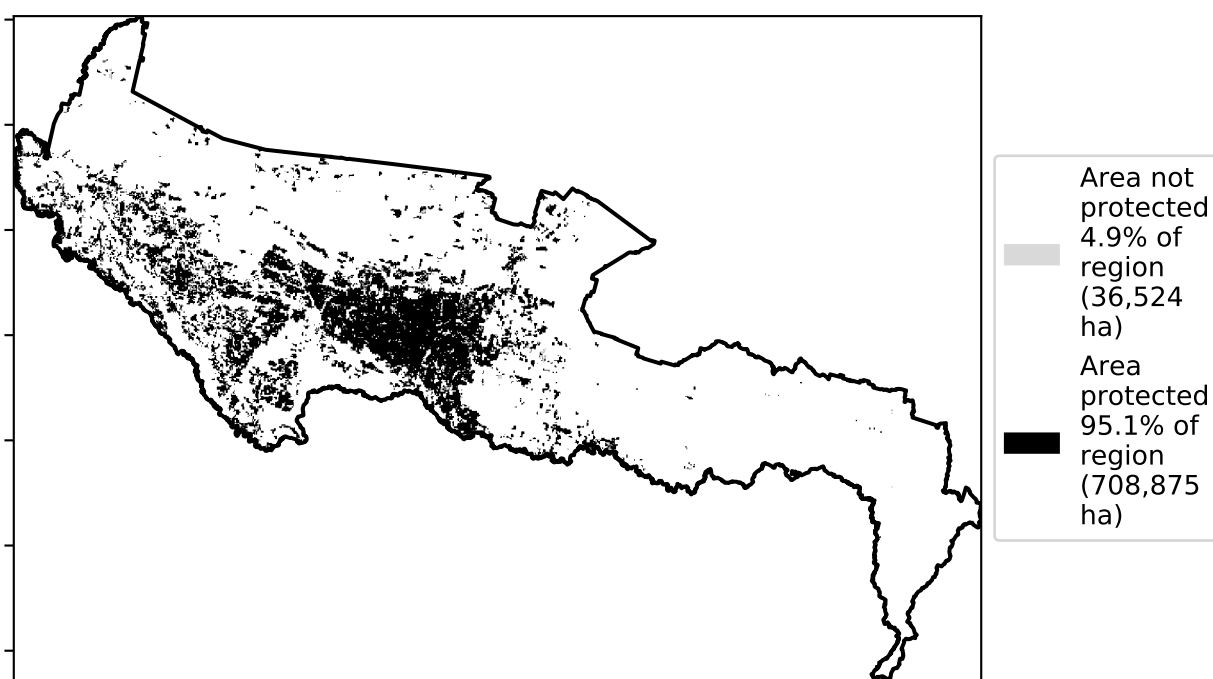 Area not
protected
4.9% of
region
(36,524
ha)
Area
protected
95.1% of
region
(708,875
ha)